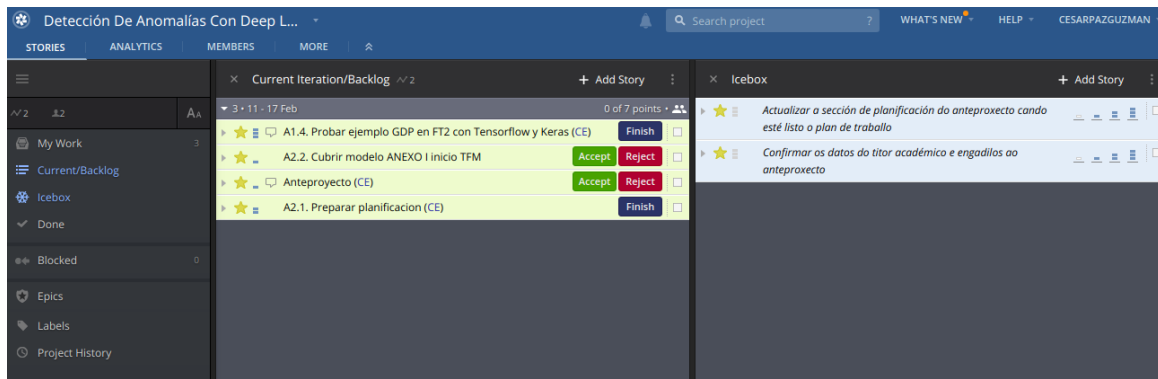 Detección De Anomalías Con Deep L...
Search project
?
WHAT'S NEW
HELP
CESARPAZGUZMAN
STORIES
ANALYTICS
MEMBERS
MORE
2
2
AA
My Work 3
Current/Backlog
Icebox
Done
Blocked 0
Epics
Labels
Project History
× Current Iteration/Backlog 2
+ Add Story
3 • 11 - 17 Feb 0 of 7 points •
A1.4. Probar ejemplo GDP en FT2 con Tensorflow y Keras (CE) Finish
A2.2. Cubrir modelo ANEXO I inicio TFM Accept Reject
Anteproyecto (CE) Accept Reject
A2.1. Preparar planificacion (CE) Finish
× Icebox
+ Add Story
Actualizar a sección de planificação do anteproxecto cando
esté listo o plan de traballo
Confirmar os datos do titor académico e engadilos ao
anteproxecto